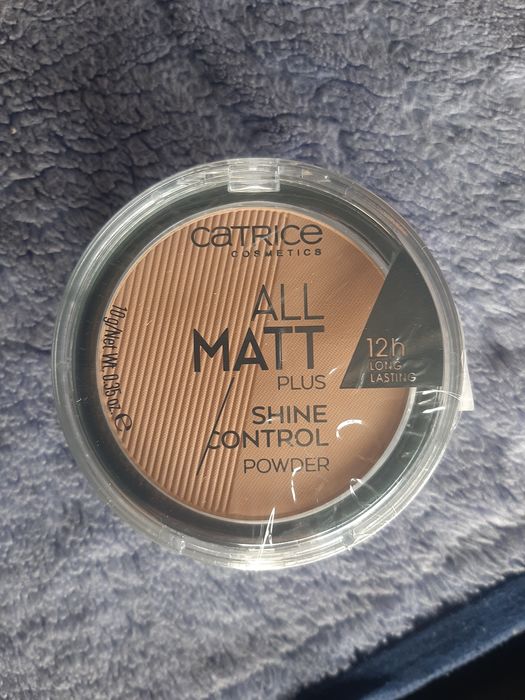 CATRICE
COSMETICS
ALL
MATT
PLUS
SHINE
CONTROL
POWDER
12h
LONG
LASTING
10g/Net Wt. 0.35 oz. ℮